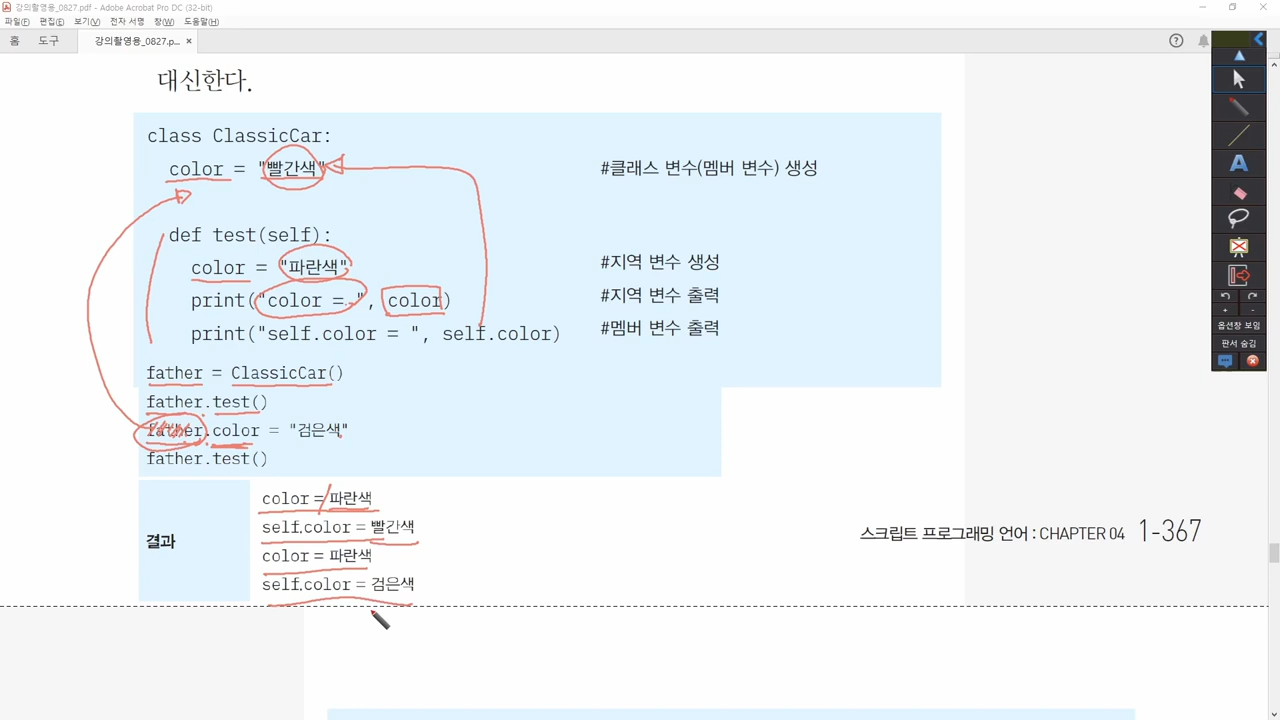 강의촬영용_0827.pdf - Adobe Acrobat Pro DC (32-bit)
파일(F) 편집(E) 보기(V) 전자 서명 창(W) 도움말(H)
홈 도구 강의촬영용_0827.p... ×
대신한다.
class ClassicCar:
color = "빨간색" #클래스 변수(멤버 변수) 생성
def test(self):
color = "파란색" #지역 변수 생성
print("color = ", color) #지역 변수 출력
print("self.color = ", self.color) #멤버 변수 출력
father = ClassicCar()
father.test()
father.color = "검은색"
father.test()
결과
color = 파란색
self.color = 빨간색
color = 파란색
self.color = 검은색
스크립트 프로그래밍 언어 : CHAPTER 04 1-367
A
+ -
옵션창 보임
판서 숨김